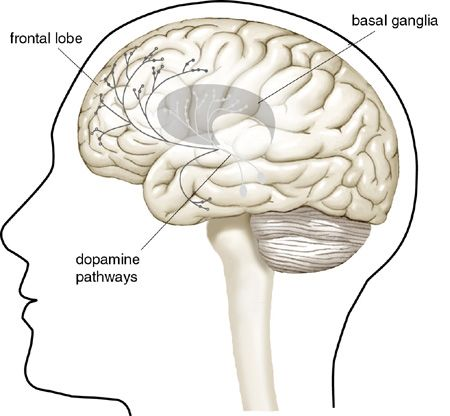 basal ganglia
frontal lobe
dopamine
pathways